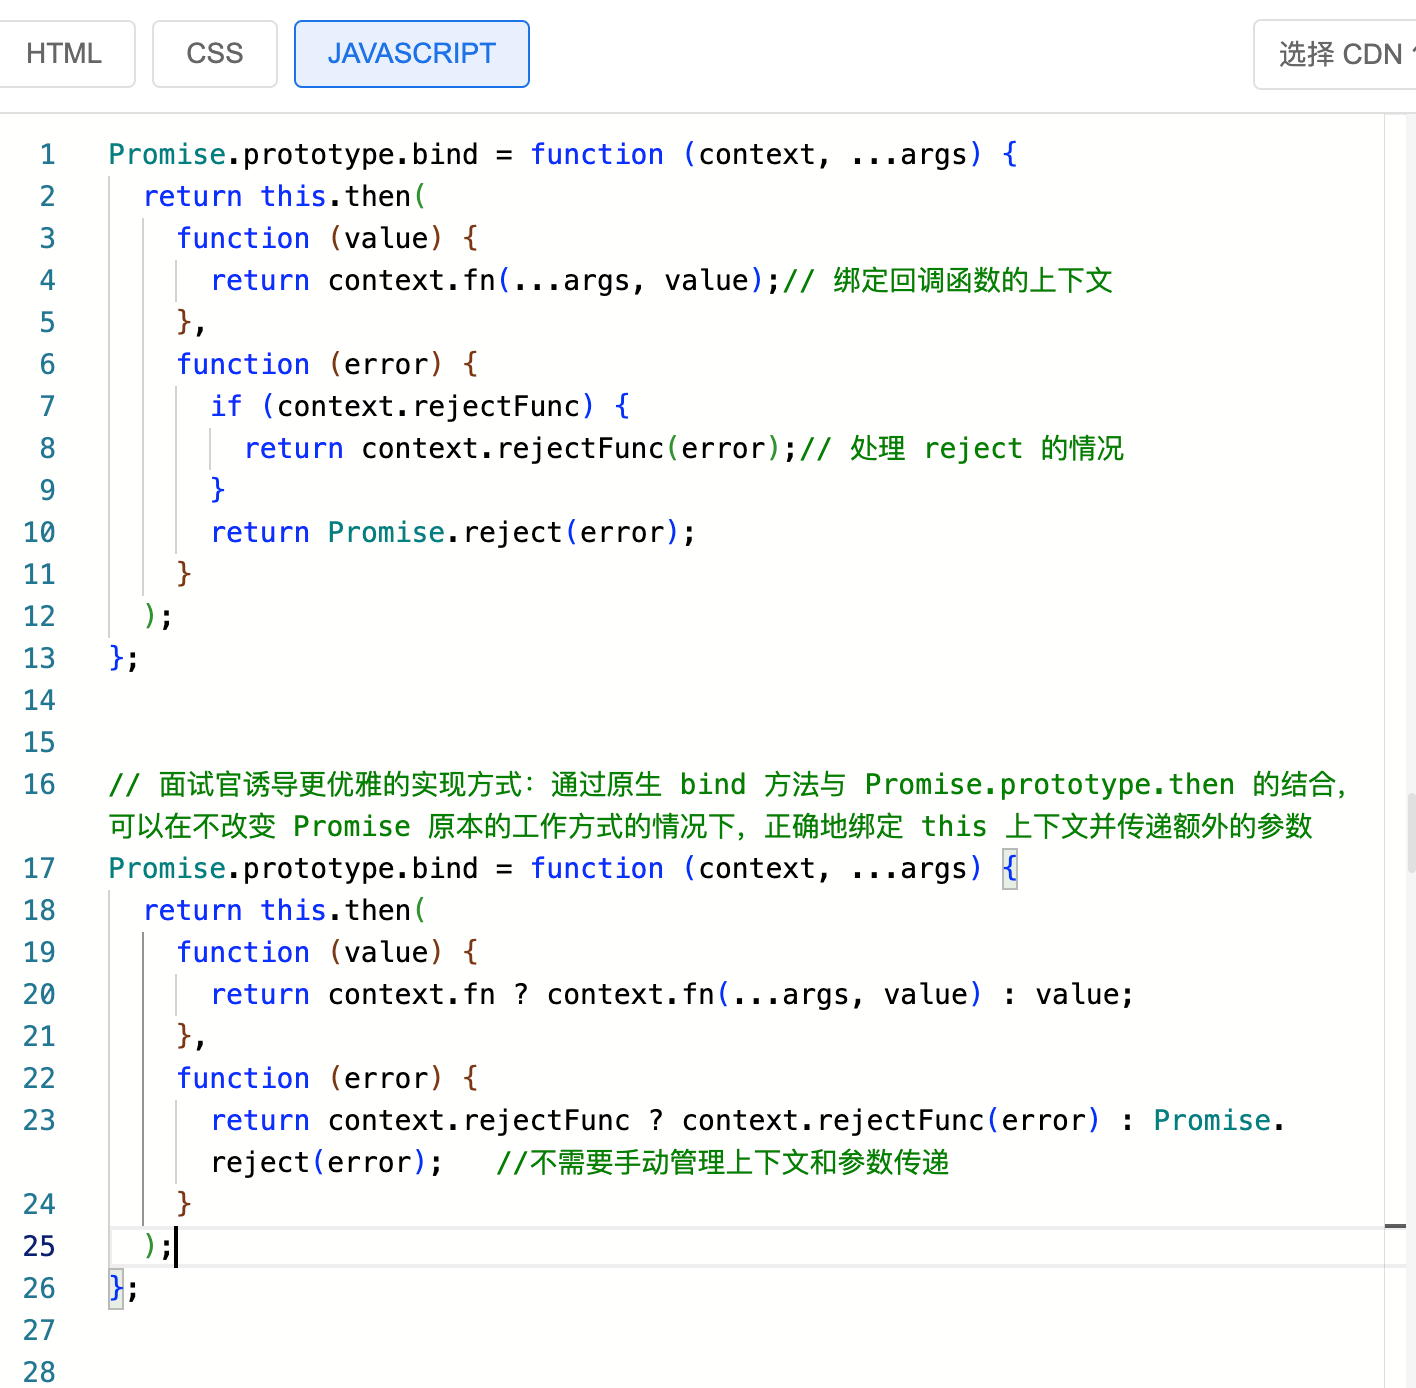 HTML CSS JAVASCRIPT 选择 CDN
1 Promise.prototype.bind = function (context, ...args) {
2 return this.then(
3 function (value) {
4 return context.fn(...args, value);// 绑定回调函数的上下文
5 },
6 function (error) {
7 if (context.rejectFunc) {
8 return context.rejectFunc(error);// 处理 reject 的情况
9 }
10 return Promise.reject(error);
11 }
12 );
13 };
14
15
16 // 面试官诱导更优雅的实现方式：通过原生 bind 方法与 Promise.prototype.then 的结合，
可以在不改变 Promise 原本的工作方式的情况下，正确地绑定 this 上下文并传递额外的参数
17 Promise.prototype.bind = function (context, ...args) {
18 return this.then(
19 function (value) {
20 return context.fn ? context.fn(...args, value) : value;
21 },
22 function (error) {
23 return context.rejectFunc ? context.rejectFunc(error) : Promise.
reject(error); //不需要手动管理上下文和参数传递
24 }
25 );
26 };
27
28